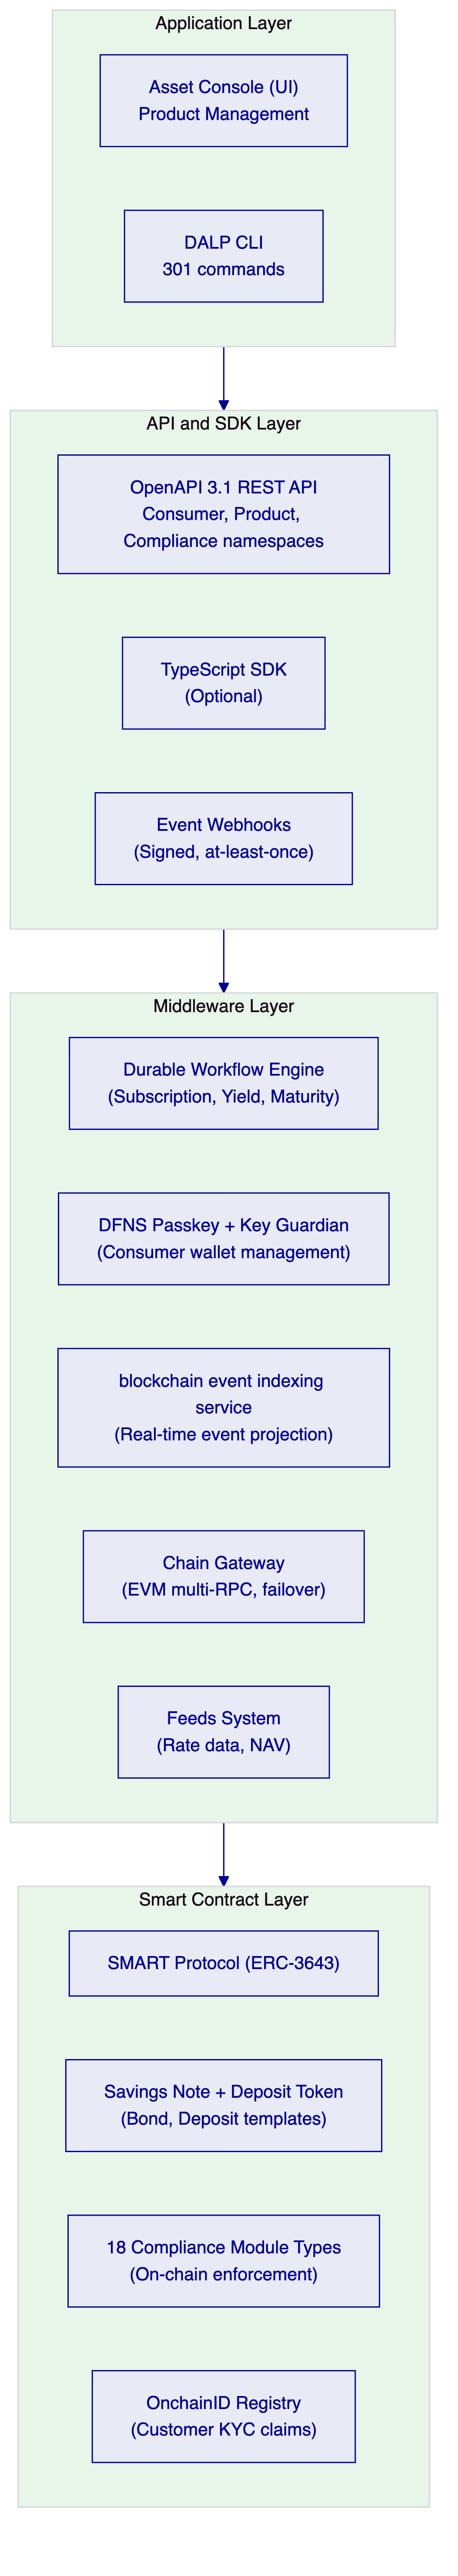 Application Layer
Asset Console (UI)
Product Management
DALP CLI
301 commands
API and SDK Layer
OpenAPI 3.1 REST API
Consumer, Product,
Compliance namespaces
TypeScript SDK
(Optional)
Event Webhooks
(Signed, at-least-once)
Middleware Layer
Durable Workflow Engine
(Subscription, Yield, Maturity)
DFNS Passkey + Key Guardian
(Consumer wallet management)
blockchain event indexing
service
(Real-time event projection)
Chain Gateway
(EVM multi-RPC, failover)
Feeds System
(Rate data, NAV)
Smart Contract Layer
SMART Protocol (ERC-3643)
Savings Note + Deposit Token
(Bond, Deposit templates)
18 Compliance Module Types
(On-chain enforcement)
OnchainID Registry
(Customer KYC claims)